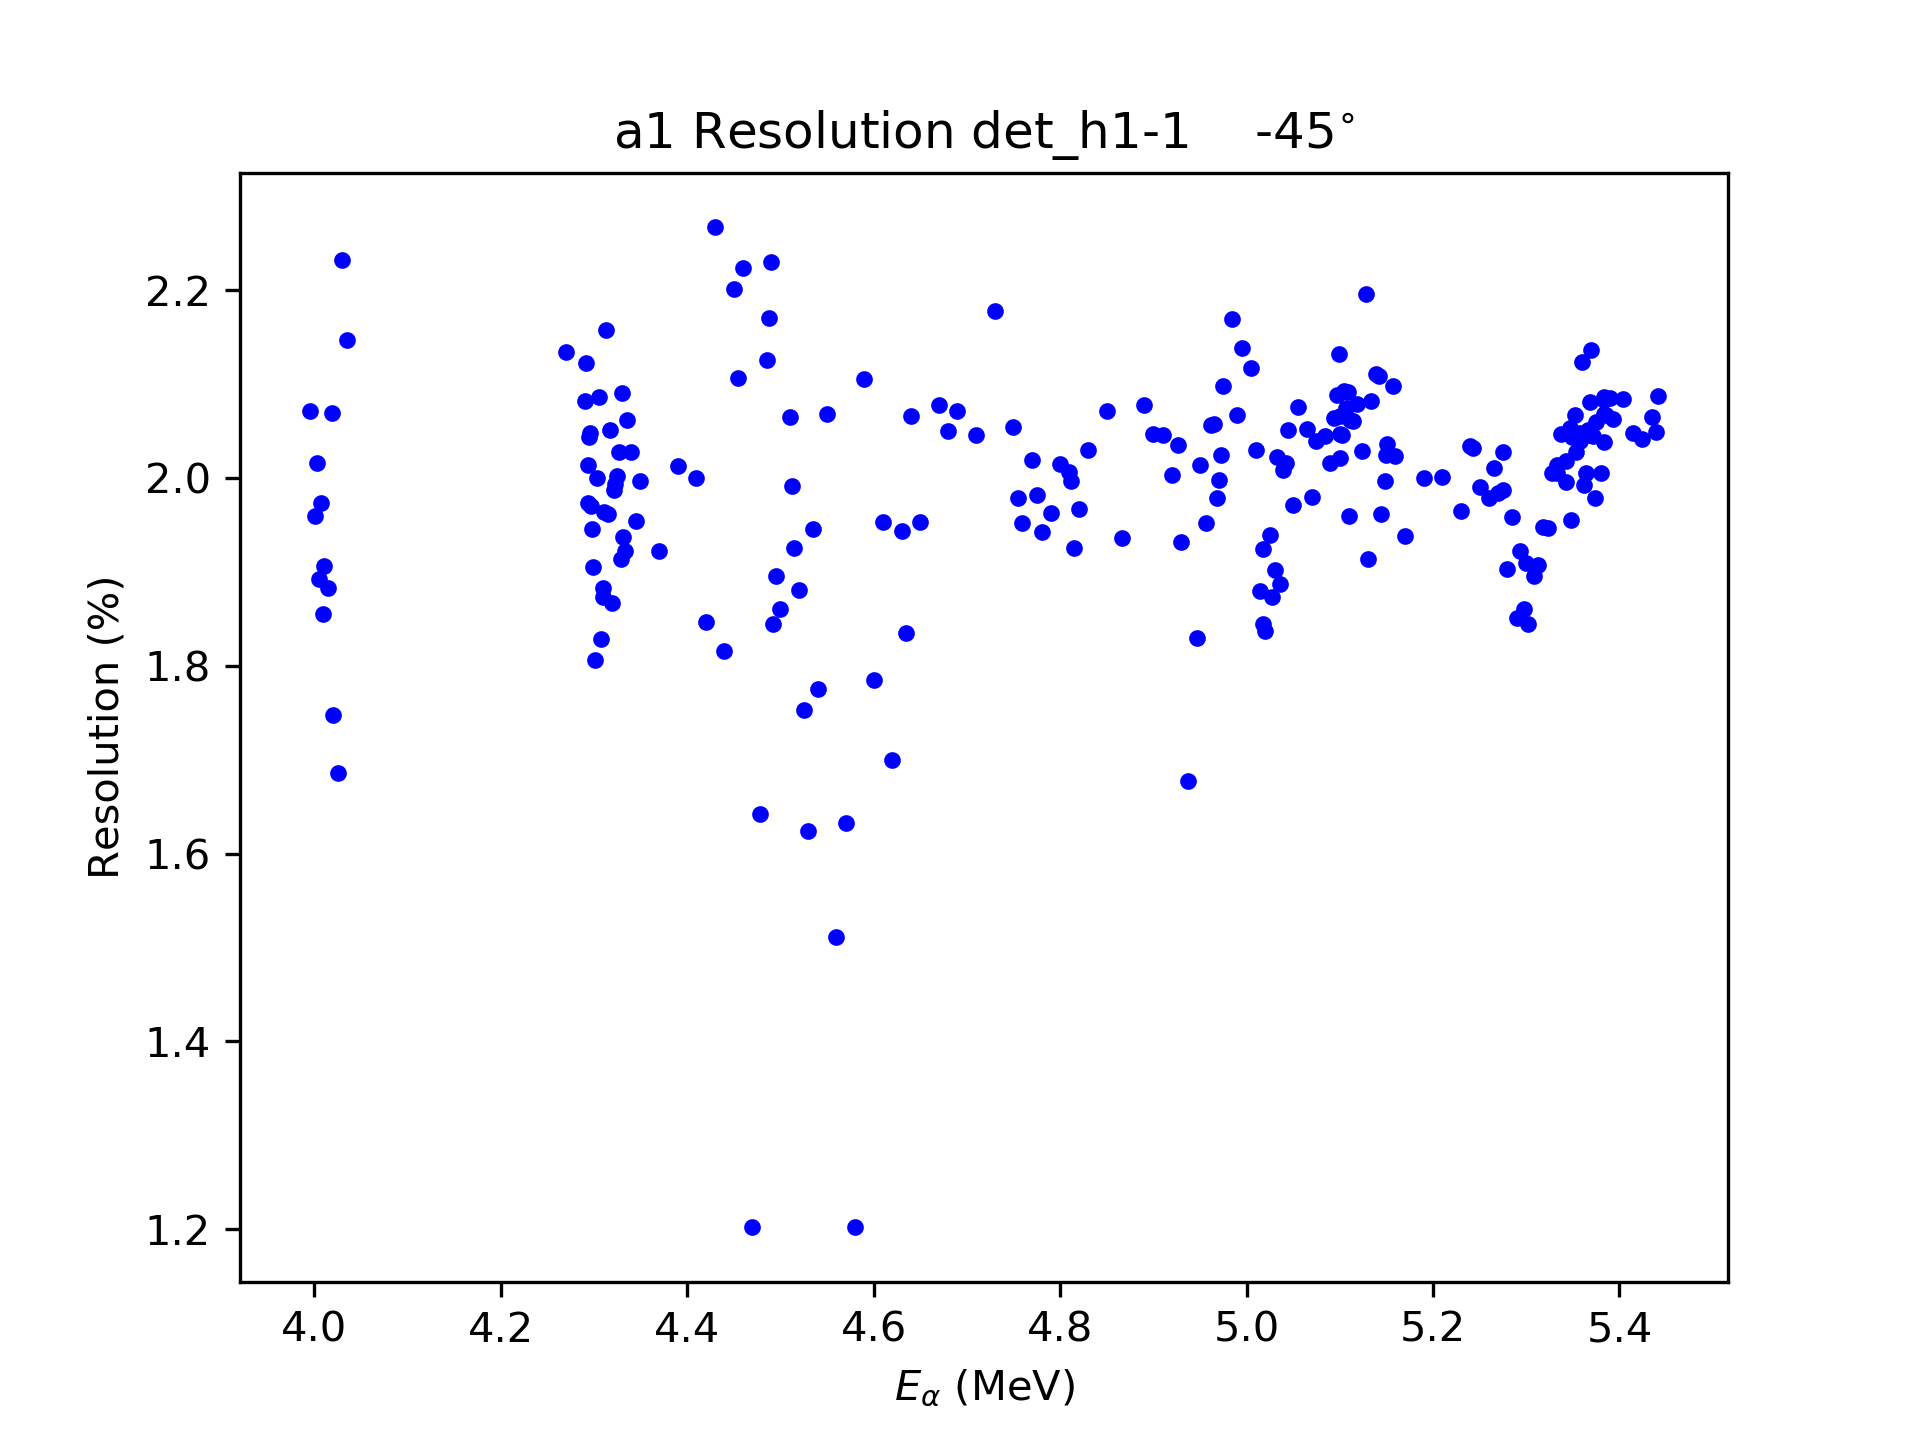 a1 Resolution det_h1-1 -45°
Resolution (%)
2.2
2.0
1.8
1.6
1.4
1.2
4.0 4.2 4.4 4.6 4.8 5.0 5.2 5.4
Eα (MeV)